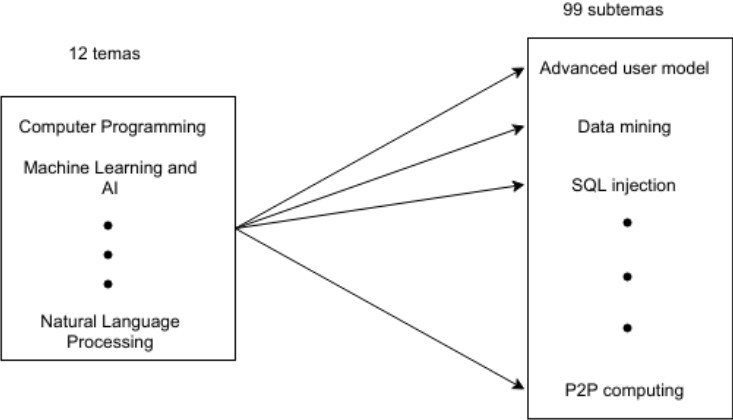 99 subtemas
12 temas
Computer Programming
Machine Learning and
AI
Natural Language
Processing
Advanced user model
Data mining
SQL injection
P2P computing